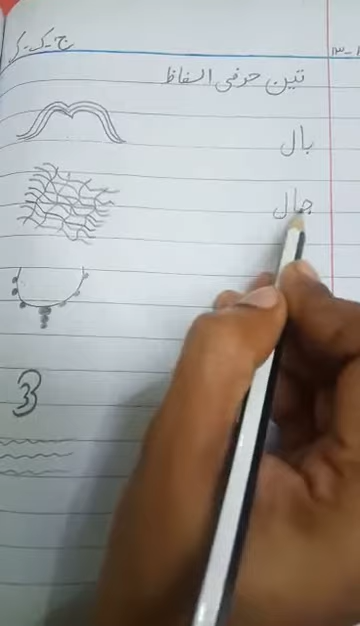 ج-ک-گ
تین حرفی الفاظ
بال
جال